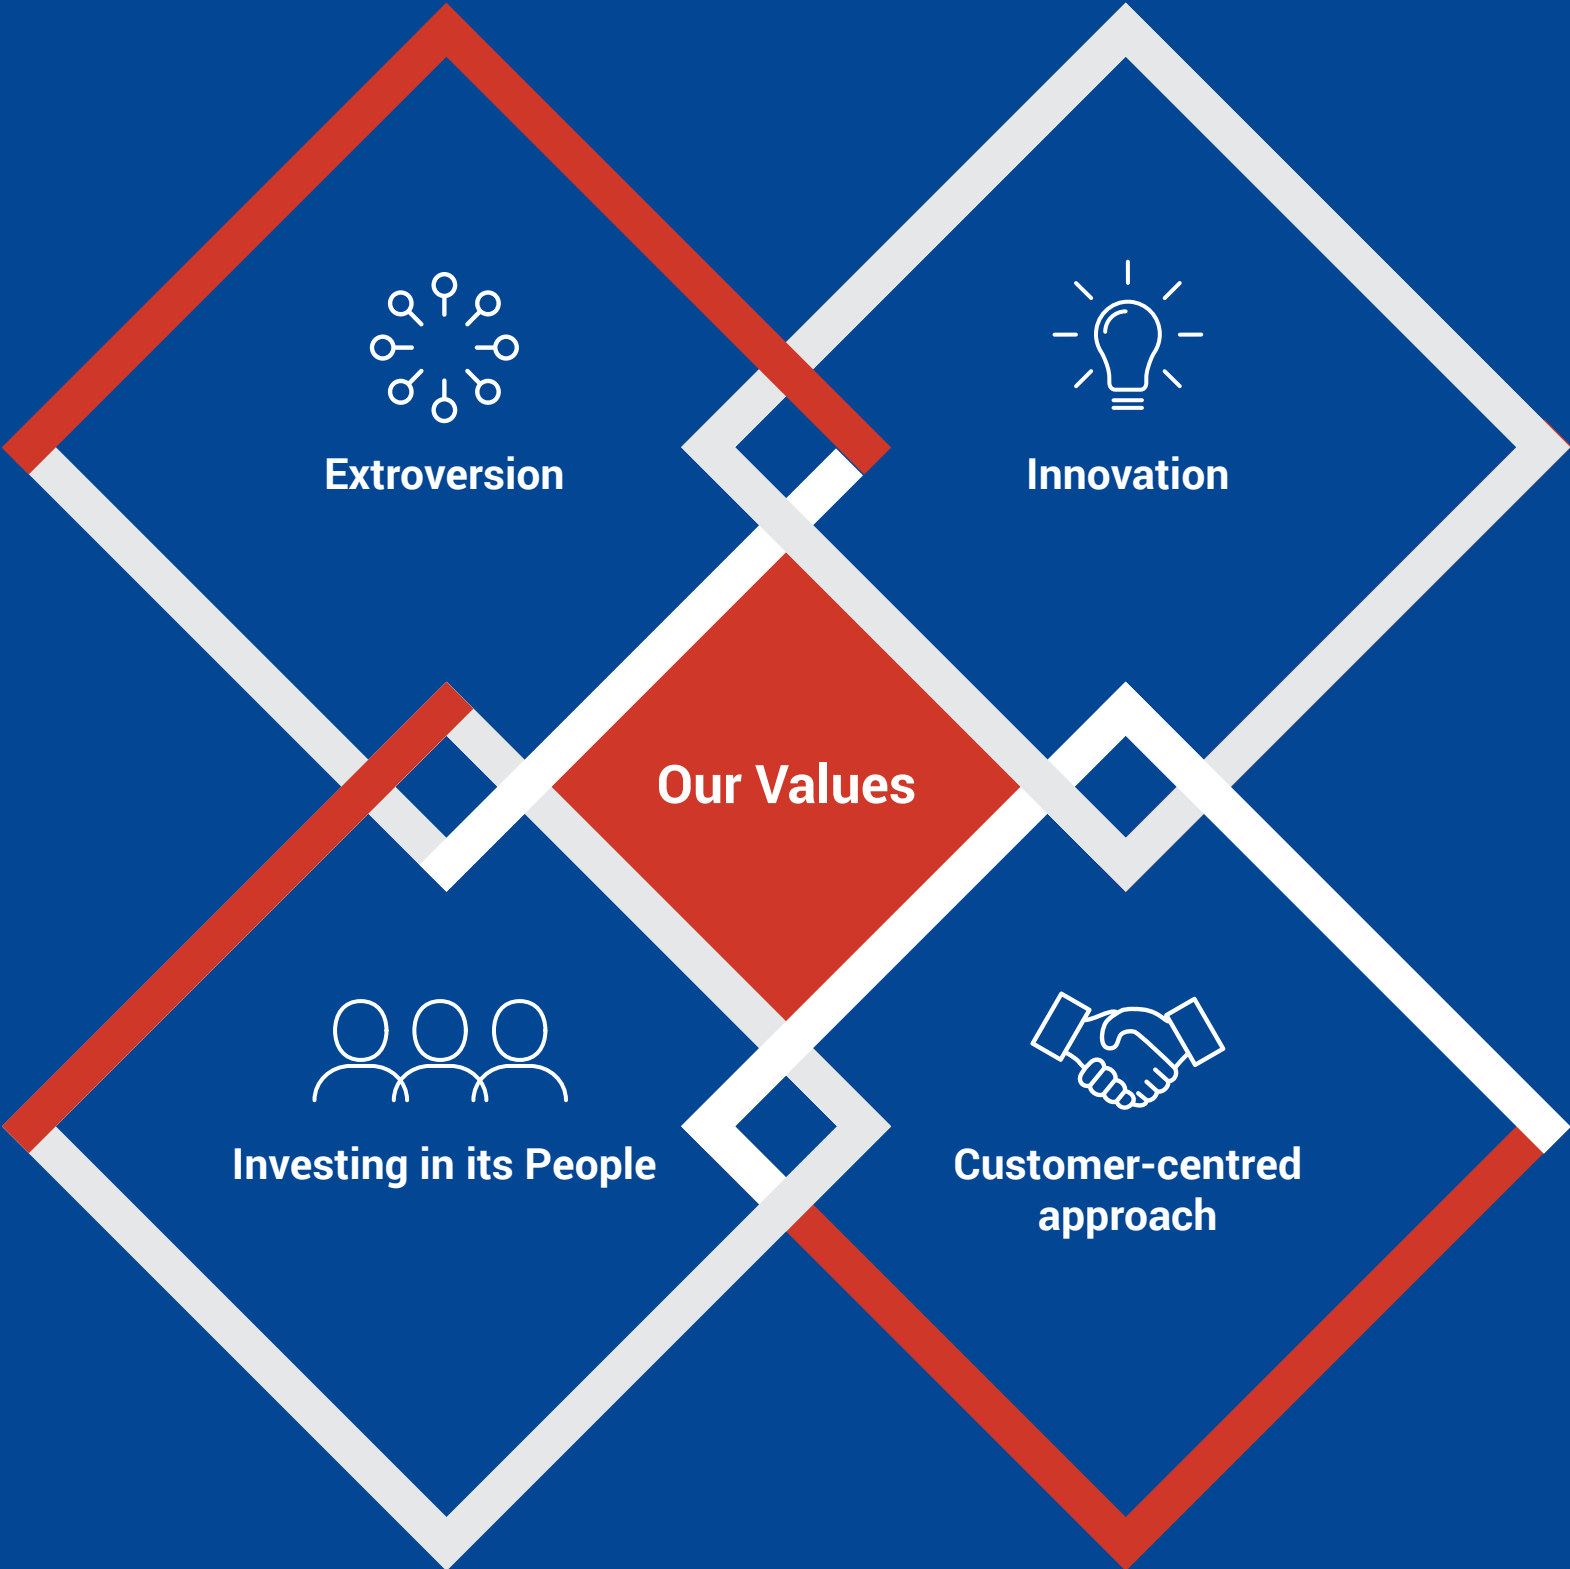 Extroversion
Innovation
Our Values
Investing in its People
Customer-centred
approach